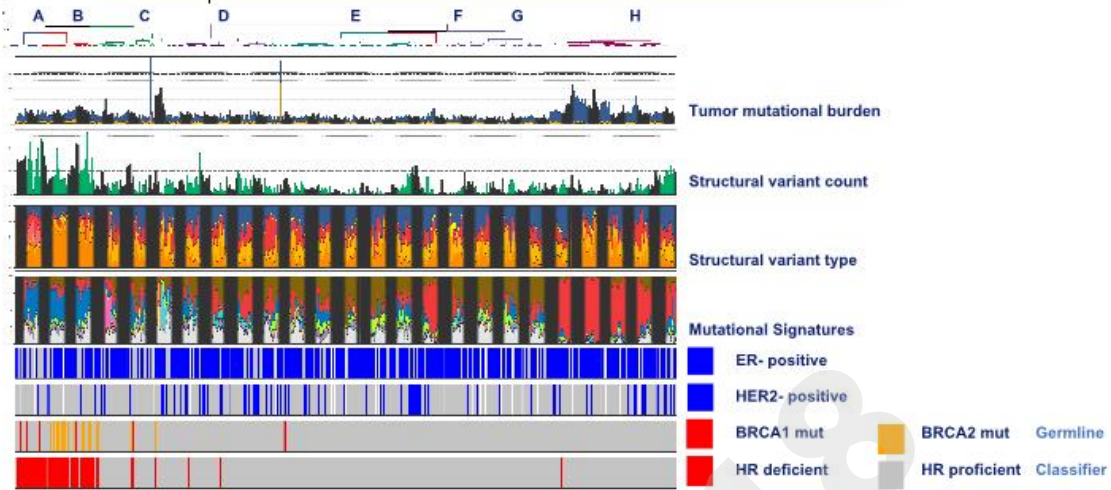 A B C D E F G H
Tumor mutational burden
Structural variant count
Structural variant type
Mutational Signatures
ER- positive
HER2- positive
BRCA1 mut BRCA2 mut Germline
HR deficient HR proficient Classifier